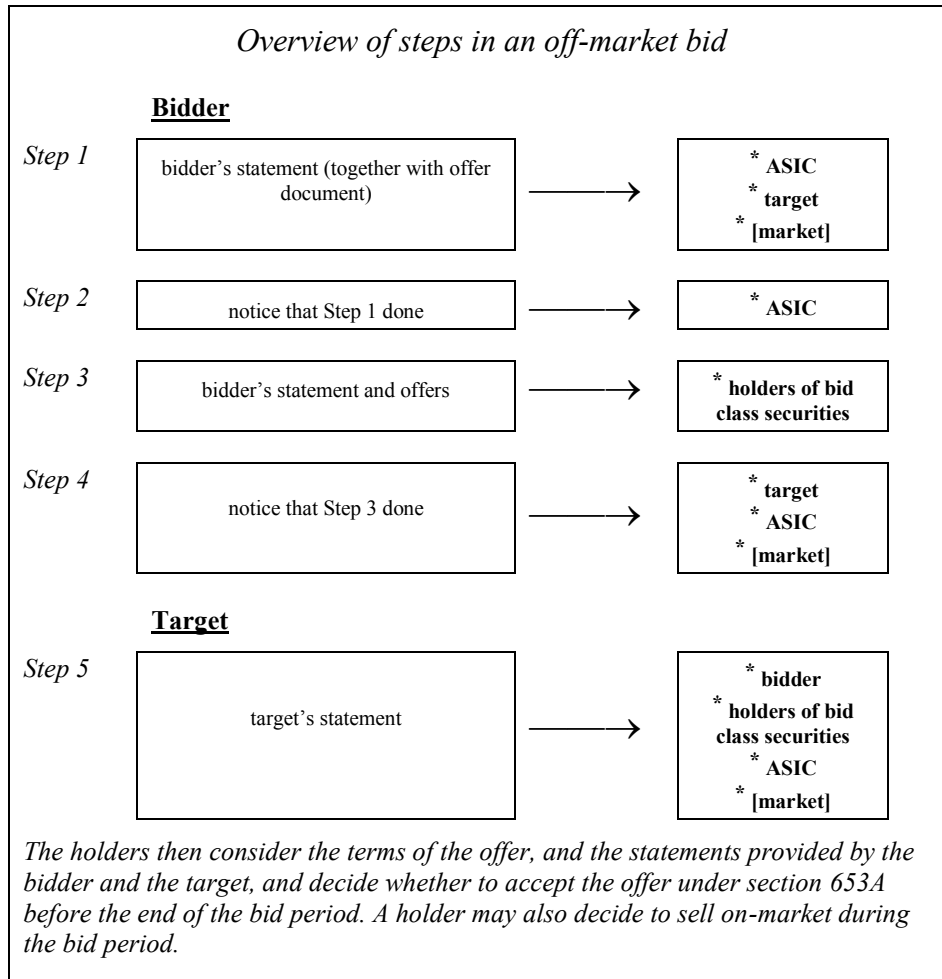 Overview of steps in an off-market bid
Bidder
Step 1
bidder’s statement (together with offer
document)
* ASIC
* target
* [market]
Step 2
notice that Step 1 done
* ASIC
Step 3
bidder’s statement and offers
* holders of bid
class securities
Step 4
notice that Step 3 done
* target
* ASIC
* [market]
Target
Step 5
target’s statement
* bidder
* holders of bid
class securities
* ASIC
* [market]
The holders then consider the terms of the offer, and the statements provided by the
bidder and the target, and decide whether to accept the offer under section 653A
before the end of the bid period. A holder may also decide to sell on-market during
the bid period.